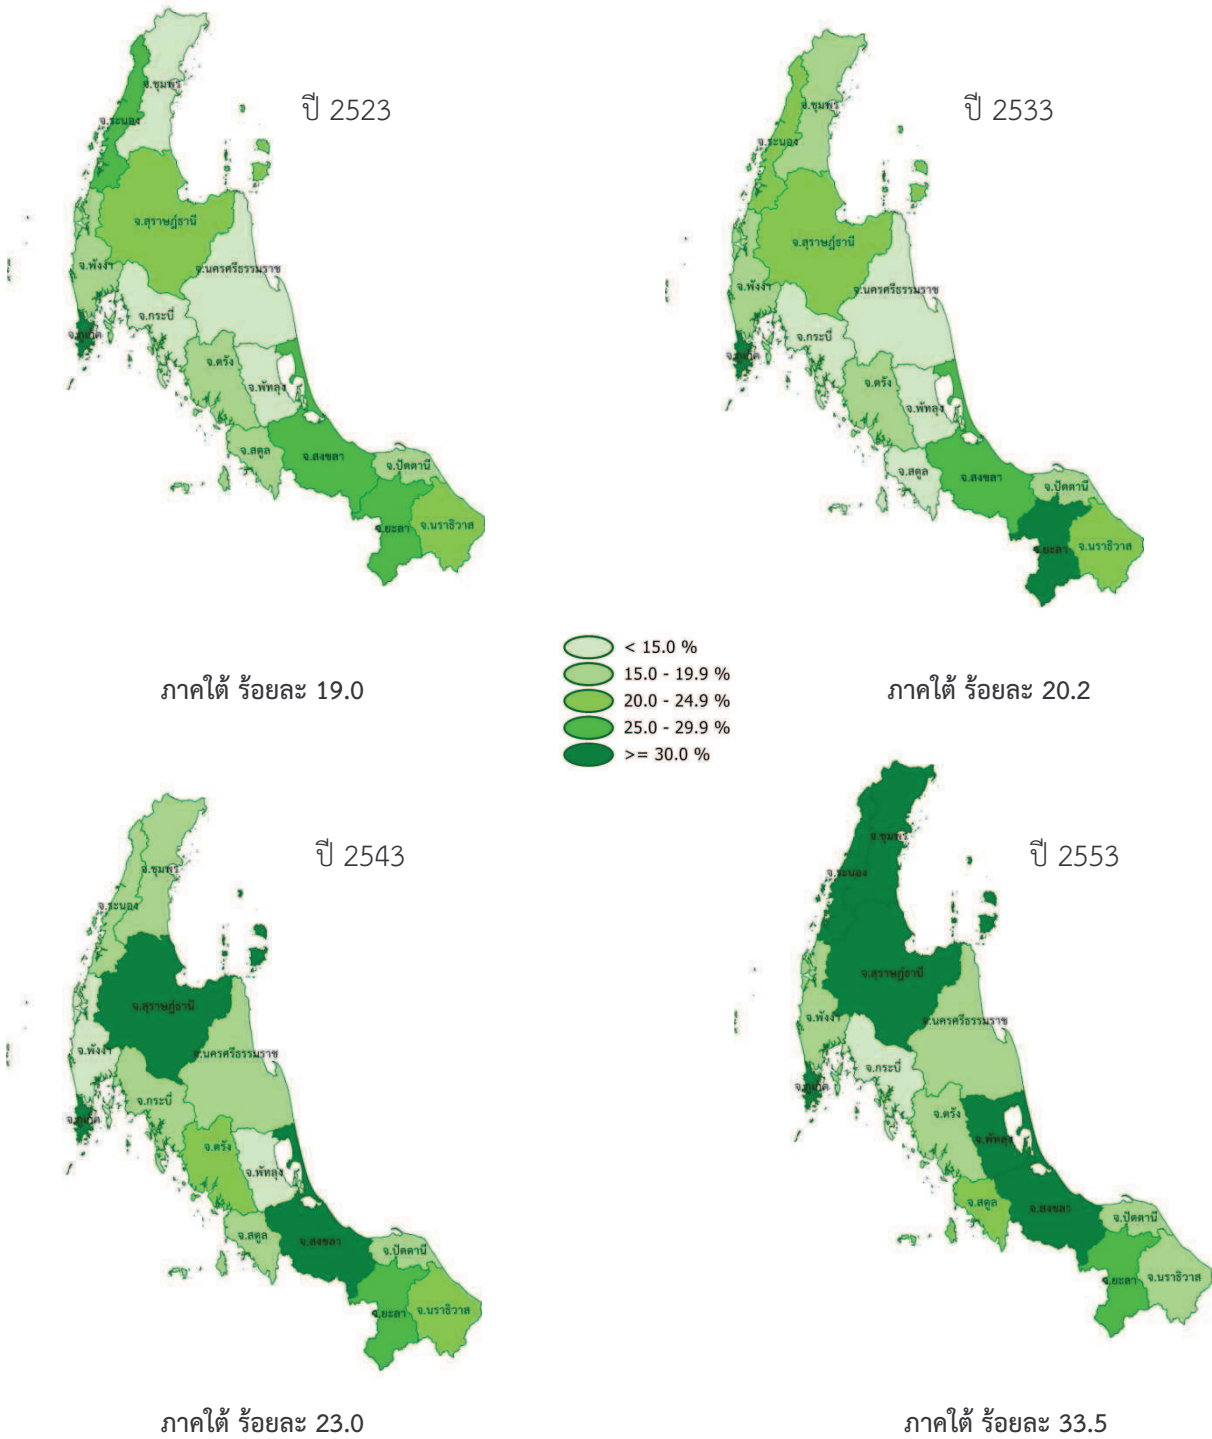 ปี 2523
จ.ชุมพร
จ.ระนอง
จ.สุราษฎ์ธานี
จ.พังงา
จ.นครศรีธรรมราช
จ.กระบี่
จ.ภูเก็ต
จ.ตรัง
จ.พัทลุง
จ.สตูล
จ.สงขลา
จ.ปัตตานี
จ.ยะลา
จ.นราธิวาส
ภาคใต้ ร้อยละ 19.0
ปี 2533
จ.ชุมพร
จ.ระนอง
จ.สุราษฎ์ธานี
จ.พังงา
จ.นครศรีธรรมราช
จ.กระบี่
จ.ภูเก็ต
จ.ตรัง
จ.พัทลุง
จ.สตูล
จ.สงขลา
จ.ปัตตานี
จ.ยะลา
จ.นราธิวาส
ภาคใต้ ร้อยละ 20.2
< 15.0 %
15.0 - 19.9 %
20.0 - 24.9 %
25.0 - 29.9 %
>= 30.0 %
ปี 2543
จ.ชุมพร
จ.ระนอง
จ.สุราษฎ์ธานี
จ.พังงา
จ.นครศรีธรรมราช
จ.กระบี่
จ.ภูเก็ต
จ.ตรัง
จ.พัทลุง
จ.สตูล
จ.สงขลา
จ.ปัตตานี
จ.ยะลา
จ.นราธิวาส
ภาคใต้ ร้อยละ 23.0
ปี 2553
จ.ชุมพร
จ.ระนอง
จ.สุราษฎ์ธานี
จ.พังงา
จ.นครศรีธรรมราช
จ.กระบี่
จ.ภูเก็ต
จ.ตรัง
จ.พัทลุง
จ.สตูล
จ.สงขลา
จ.ปัตตานี
จ.ยะลา
จ.นราธิวาส
ภาคใต้ ร้อยละ 33.5